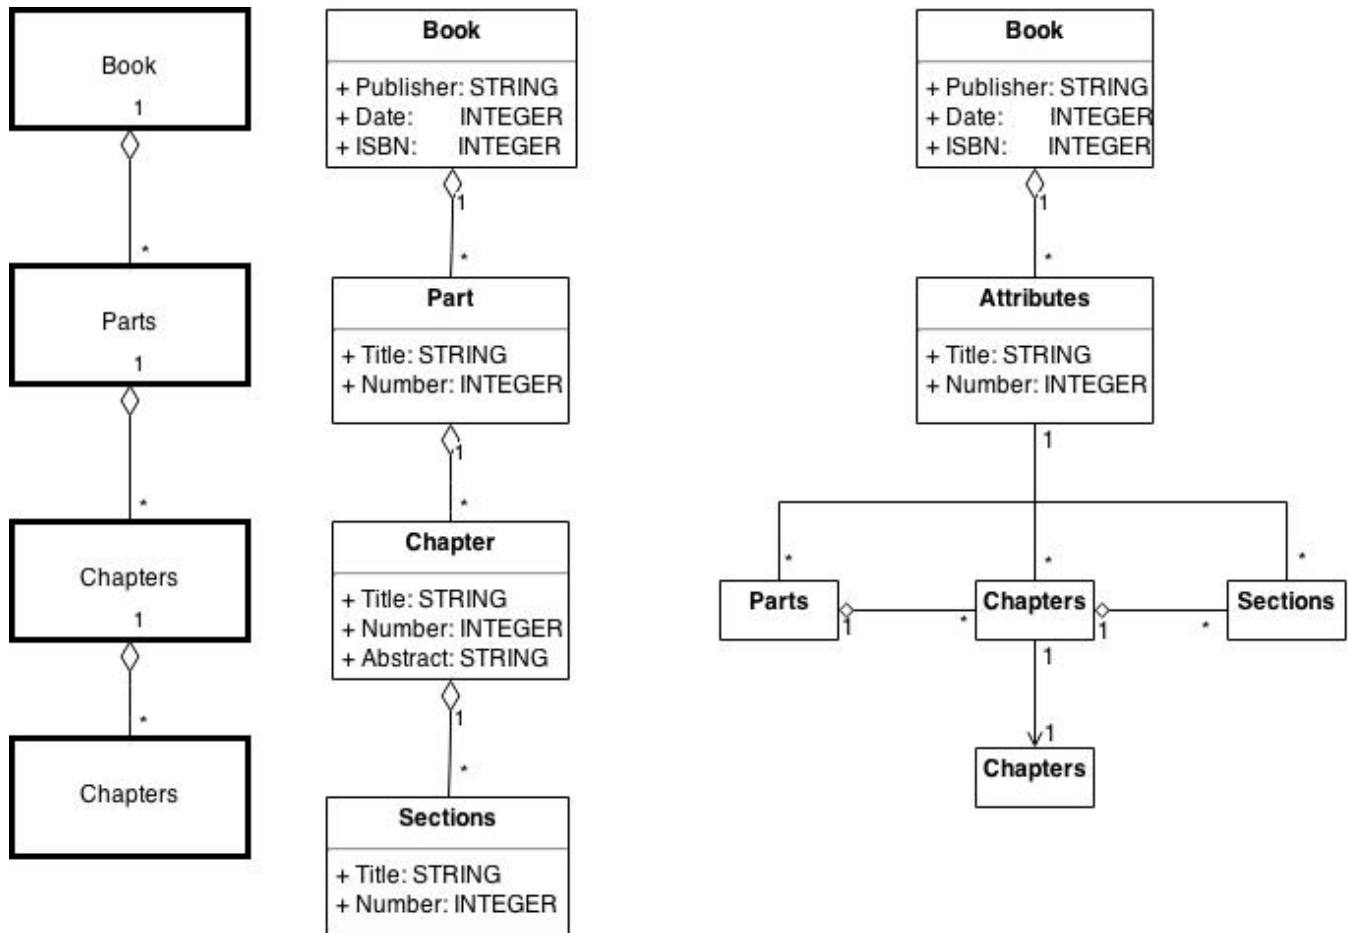 Book
1
*
Parts
1
*
Chapters
1
*
Chapters
Book
+ Publisher: STRING
+ Date: INTEGER
+ ISBN: INTEGER
1
*
Part
+ Title: STRING
+ Number: INTEGER
1
*
Chapter
+ Title: STRING
+ Number: INTEGER
+ Abstract: STRING
1
*
Sections
+ Title: STRING
+ Number: INTEGER
Book
+ Publisher: STRING
+ Date: INTEGER
+ ISBN: INTEGER
1
*
Attributes
+ Title: STRING
+ Number: INTEGER
1
* * *
Parts 1 * Chapters 1 * Sections
1
1
Chapters